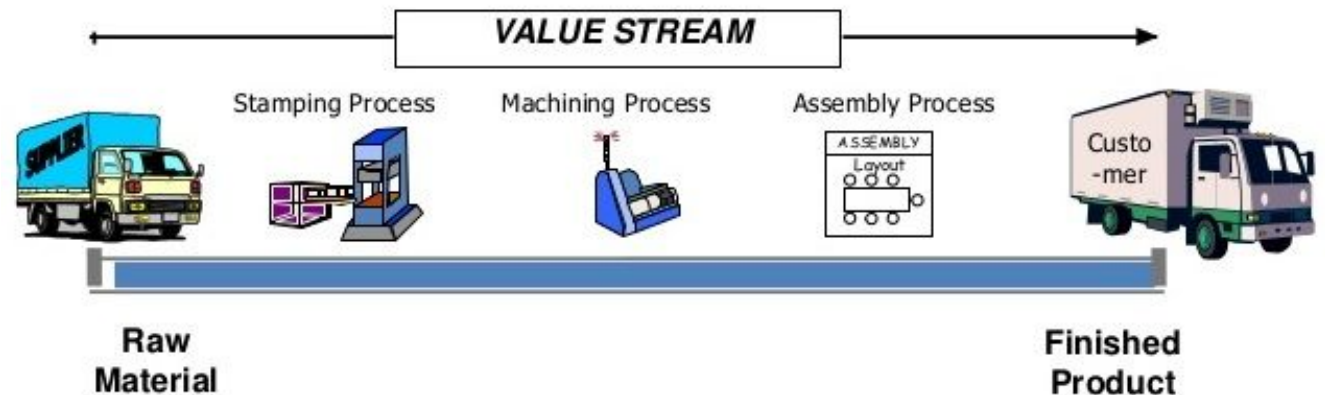 VALUE STREAM
Stamping Process
Machining Process
Assembly Process
SUPPLIER
ASSEMBLY
Layout
Custo
-mer
Raw
Material
Finished
Product